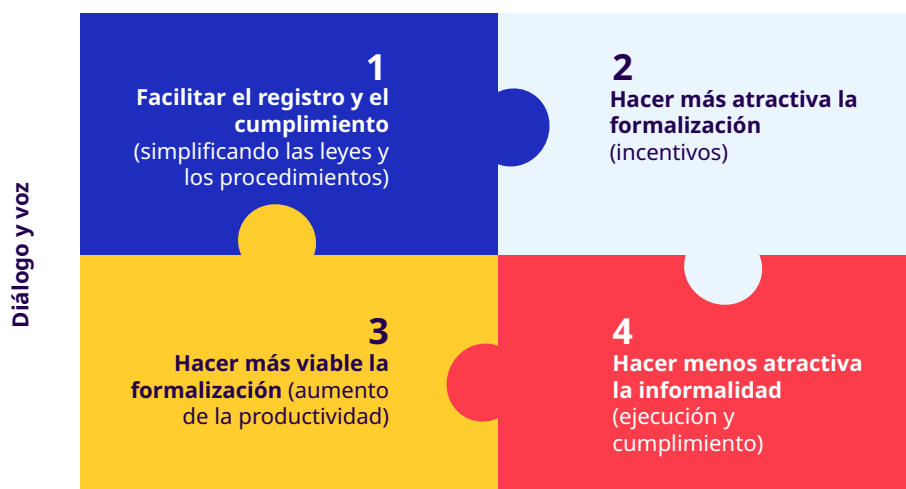 Diálogo y voz
1
Facilitar el registro y el
cumplimiento
(simplificando las leyes y
los procedimientos)
2
Hacer más atractiva la
formalización
(incentivos)
3
Hacer más viable la
formalización (aumento
de la productividad)
4
Hacer menos atractiva
la informalidad
(ejecución y
cumplimiento)